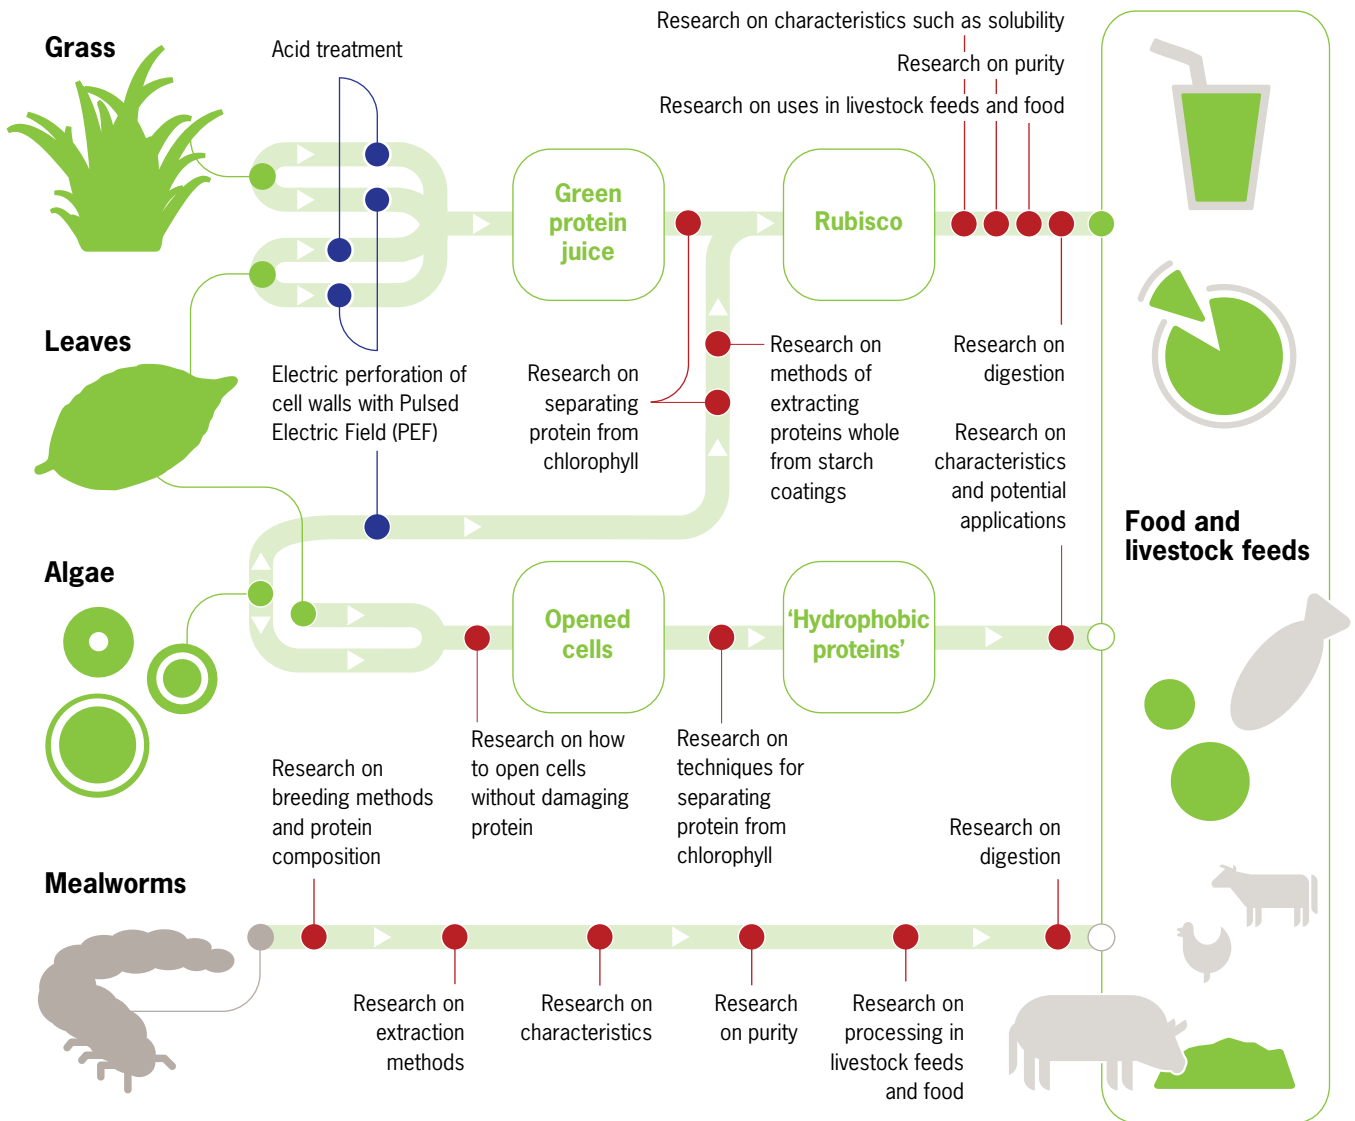 Grass
Acid treatment
Research on characteristics such as solubility
Research on purity
Research on uses in livestock feeds and food
Green
protein
juice
Rubisco
Leaves
Electric perforation of
cell walls with Pulsed
Electric Field (PEF)
Research on
separating
protein from
chlorophyll
Research on
methods of
extracting
proteins whole
from starch
coatings
Research on
digestion
Research on
characteristics
and potential
applications
Food and
livestock feeds
Algae
Opened
cells
‘Hydrophobic
proteins’
Research on how
to open cells
without damaging
protein
Research on
techniques for
separating
protein from
chlorophyll
Research on
breeding methods
and protein
composition
Research on
digestion
Mealworms
Research on
extraction
methods
Research on
characteristics
Research
on purity
Research on
processing in
livestock feeds
and food